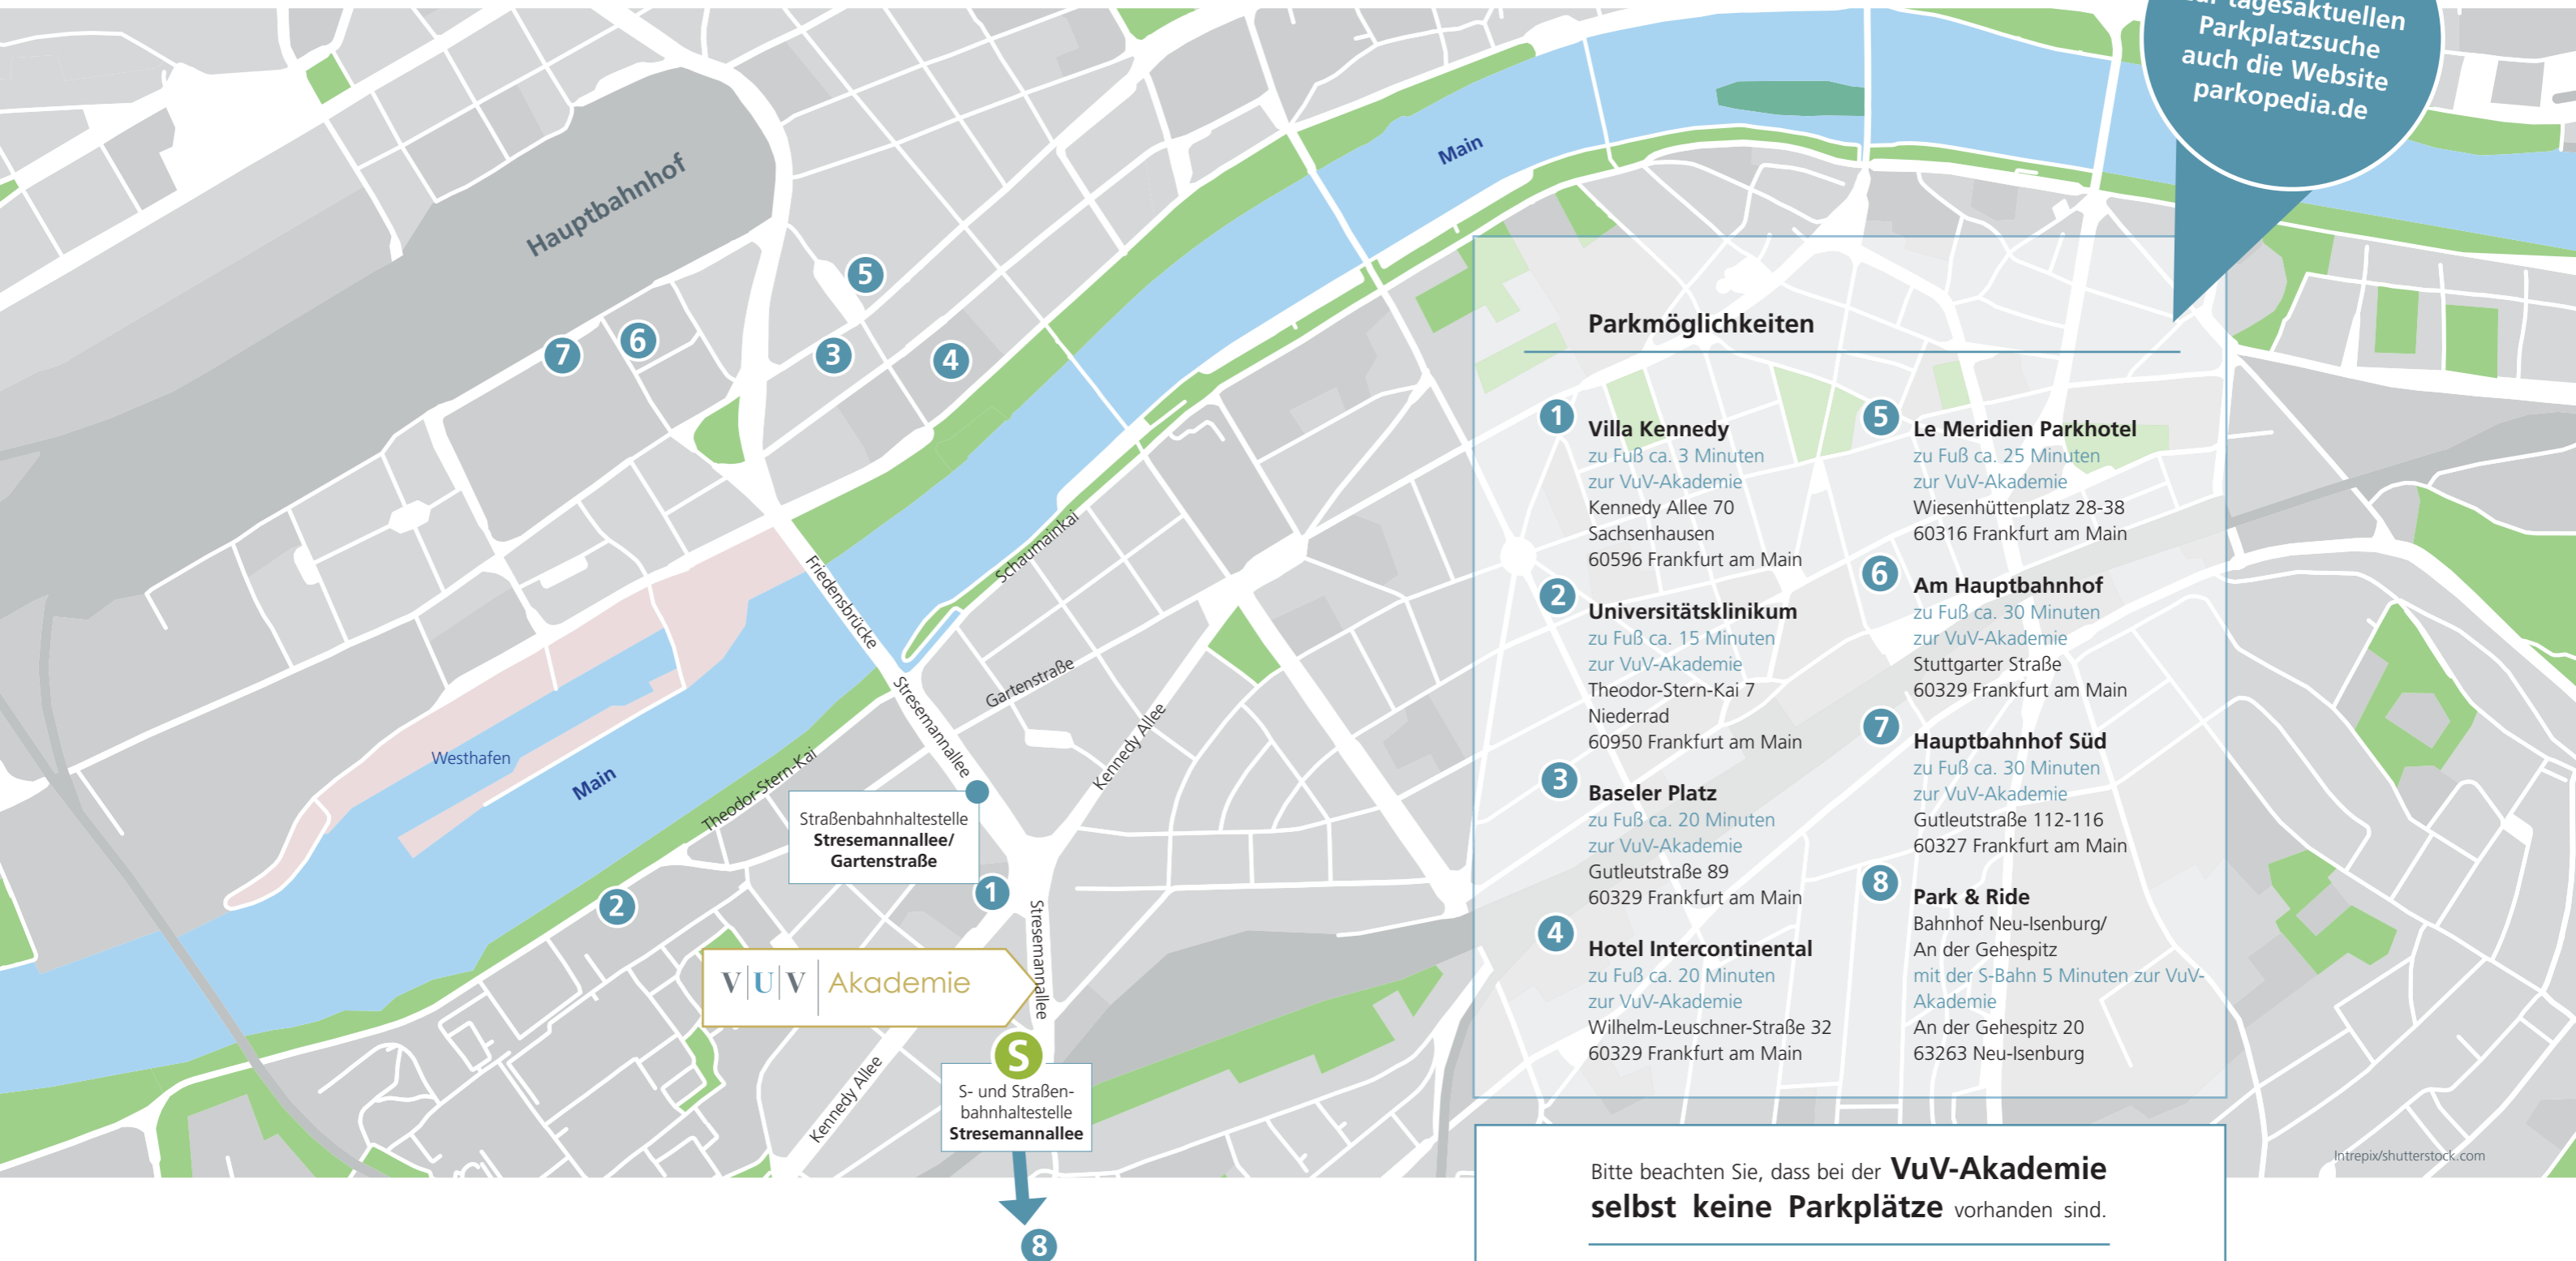 tagesaktuellen
Parkplatzsuche
auch die Website
parkopedia.de
Hauptbahnhof
Main
5
6
7
3
4
Friedensbrücke
Schaumainkai
Stresemannallee
Gartenstraße
Kennedy Allee
Westhafen
Main
Theodor-Stern-Kai
Straßenbahnhaltestelle
Stresemannallee/
Gartenstraße
1
2
Stresemannallee
V|U|V Akademie
Kennedy Allee
S
S- und Straßen-
bahnhaltestelle
Stresemannallee
8
Parkmöglichkeiten
1
Villa Kennedy
zu Fuß ca. 3 Minuten
zur VuV-Akademie
Kennedy Allee 70
Sachsenhausen
60596 Frankfurt am Main
2
Universitätsklinikum
zu Fuß ca. 15 Minuten
zur VuV-Akademie
Theodor-Stern-Kai 7
Niederrad
60950 Frankfurt am Main
3
Baseler Platz
zu Fuß ca. 20 Minuten
zur VuV-Akademie
Gutleutstraße 89
60329 Frankfurt am Main
4
Hotel Intercontinental
zu Fuß ca. 20 Minuten
zur VuV-Akademie
Wilhelm-Leuschner-Straße 32
60329 Frankfurt am Main
5
Le Meridien Parkhotel
zu Fuß ca. 25 Minuten
zur VuV-Akademie
Wiesenhüttenplatz 28-38
60316 Frankfurt am Main
6
Am Hauptbahnhof
zu Fuß ca. 30 Minuten
zur VuV-Akademie
Stuttgarter Straße
60329 Frankfurt am Main
7
Hauptbahnhof Süd
zu Fuß ca. 30 Minuten
zur VuV-Akademie
Gutleutstraße 112-116
60327 Frankfurt am Main
8
Park & Ride
Bahnhof Neu-Isenburg/
An der Gehespitz
mit der S-Bahn 5 Minuten zur VuV-
Akademie
An der Gehespitz 20
63263 Neu-Isenburg
Bitte beachten Sie, dass bei der VuV-Akademie
selbst keine Parkplätze vorhanden sind.
Intrepix/shutterstock.com